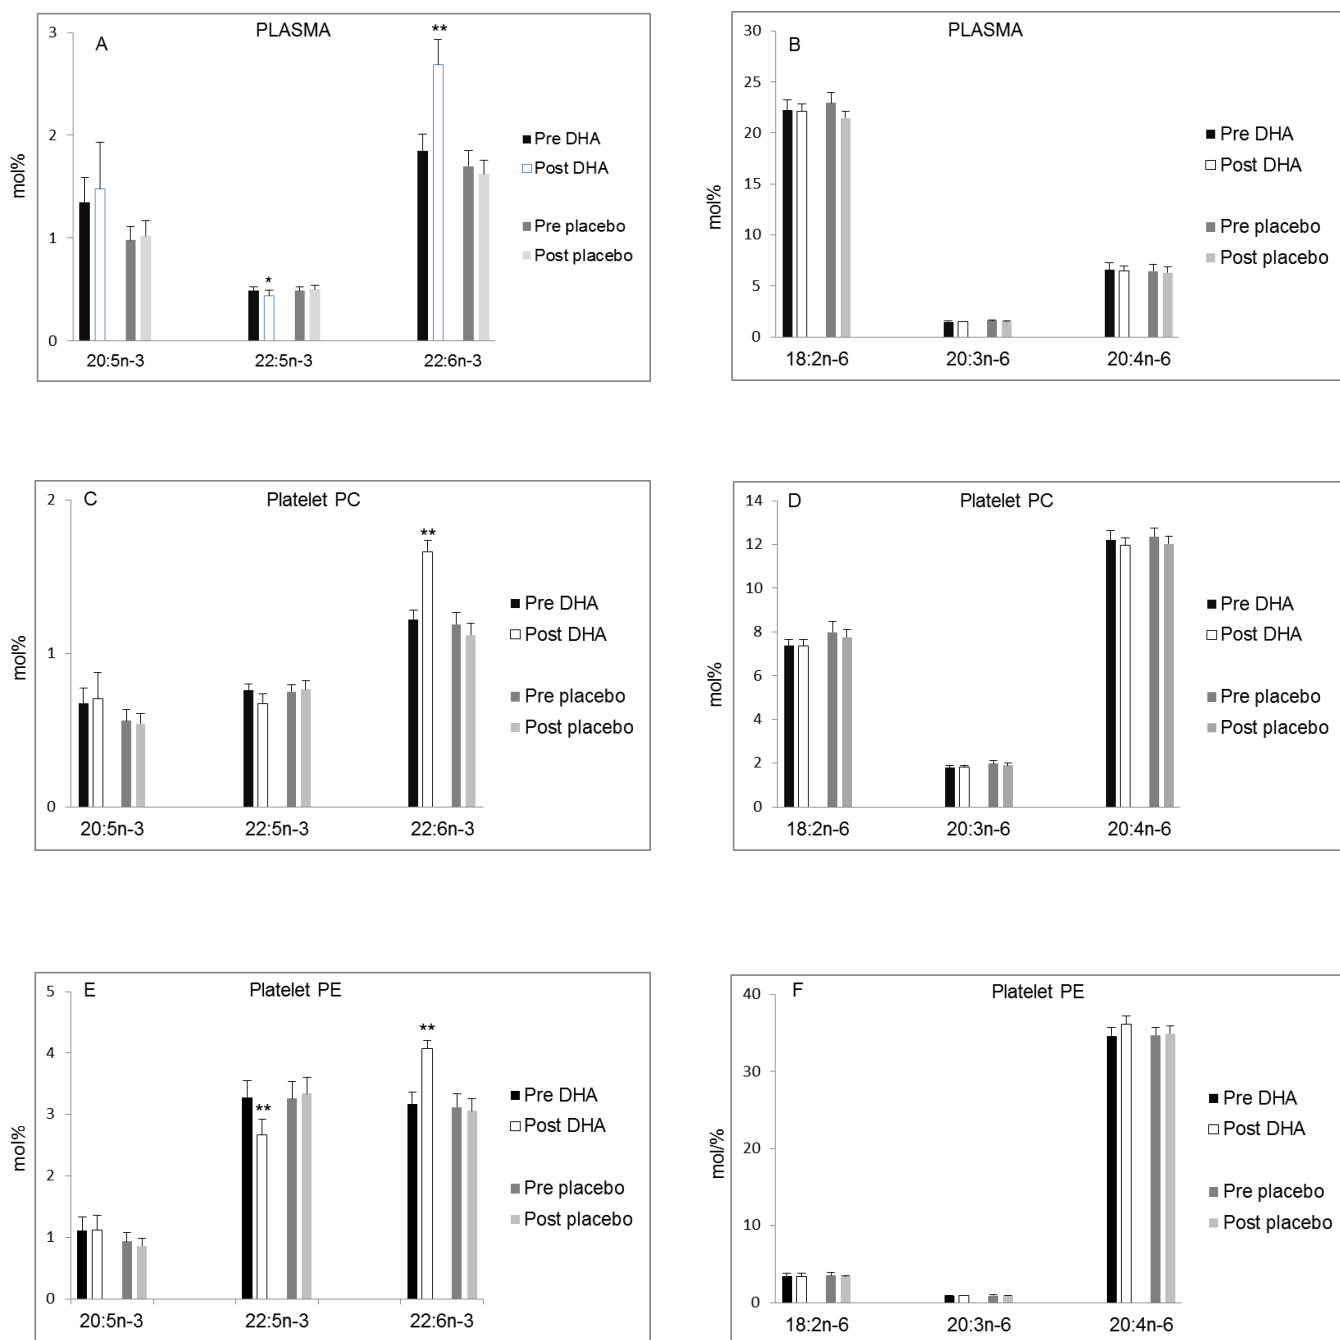 A
PLASMA
**
3
2
1
0
mol%
*
20:5n-3
22:5n-3
22:6n-3
Pre DHA
Post DHA
Pre placebo
Post placebo
B
PLASMA
30
25
20
15
10
5
0
mol%
18:2n-6
20:3n-6
20:4n-6
Pre DHA
Post DHA
Pre placebo
Post placebo
C
Platelet PC
2
1
0
mol%
**
20:5n-3
22:5n-3
22:6n-3
Pre DHA
Post DHA
Pre placebo
Post placebo
D
Platelet PC
14
12
10
8
6
4
2
0
mol%
18:2n-6
20:3n-6
20:4n-6
Pre DHA
Post DHA
Pre placebo
Post placebo
E
Platelet PE
5
4
3
2
1
0
mol%
**
**
20:5n-3
22:5n-3
22:6n-3
Pre DHA
Post DHA
Pre placebo
Post placebo
F
Platelet PE
40
30
20
10
0
mol/%
18:2n-6
20:3n-6
20:4n-6
Pre DHA
Post DHA
Pre placebo
Post placebo